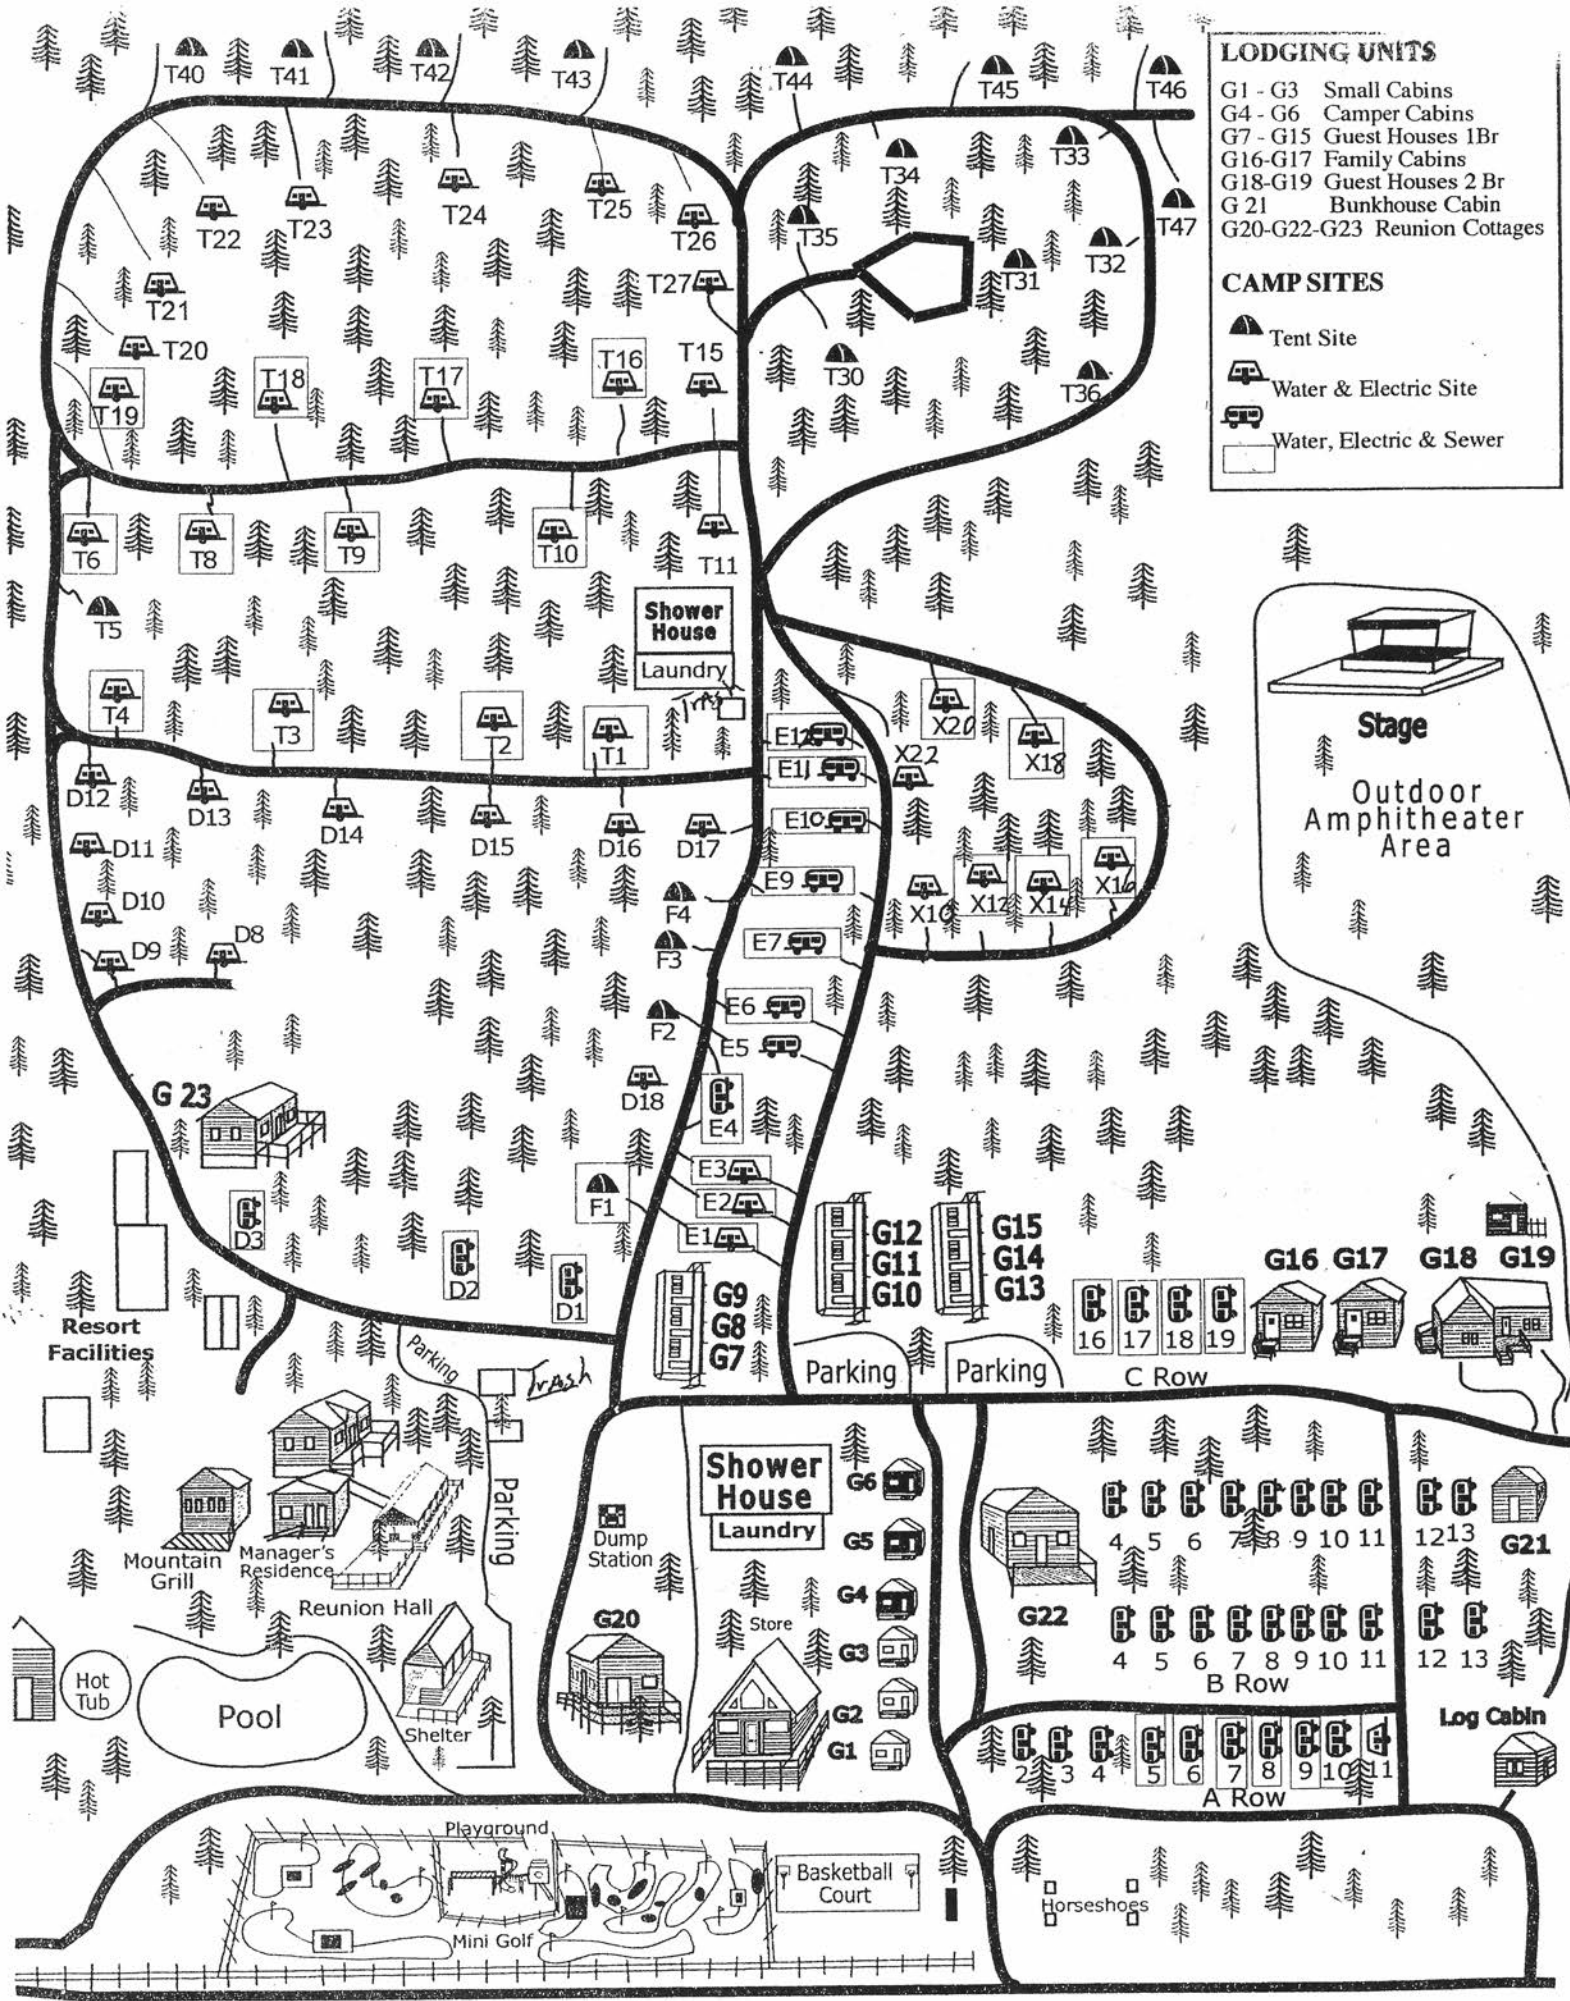 LODGING UNITS
G1 - G3 Small Cabins
G4 - G6 Camper Cabins
G7 - G15 Guest Houses 1Br
G16-G17 Family Cabins
G18-G19 Guest Houses 2 Br
G 21 Bunkhouse Cabin
G20-G22-G23 Reunion Cottages
CAMP SITES
Tent Site
Water & Electric Site
Water, Electric & Sewer
T40 T41 T42 T43 T44 T45 T46
T33
T34
T22 T23 T24 T25 T26 T35 T47
T32
T27 T31
T21
T20 T16 T15
T18 T17 T30
T19 T36
T6 T8 T9 T10 T11
Shower
House
Laundry
T5
T4 T3 T2 T1
E12 X20
E11 X22 X18
D12 D13 D14 D15 D16 D17 E10
D11
D10 F4 E9 X10 X12 X14 X16
D9 D8 F3 E7
F2 E6
E5
D18 E4
Stage
Outdoor
Amphitheater
Area
G 23
E3
F1 E2
D3 E1
D2 D1
G12 G15
G11 G14
G10 G13
G9
G8
G7
G16 G17 G18 G19
16 17 18 19
C Row
Parking Parking
Resort
Facilities
Parking
Trash
Parking
Shower
House
Laundry
G6
G5
G4
G3
G2
G1
Dump
Station
Mountain
Grill
Manager's
Residence
Reunion Hall
G20
Store
G22
4 5 6 7 8 9 10 11 12 13
G21
4 5 6 7 8 9 10 11 12 13
B Row
Hot
Tub
Pool
Shelter
Log Cabin
2 3 4 5 6 7 8 9 10 11
A Row
Playground
Basketball
Court
Mini Golf
Horseshoes